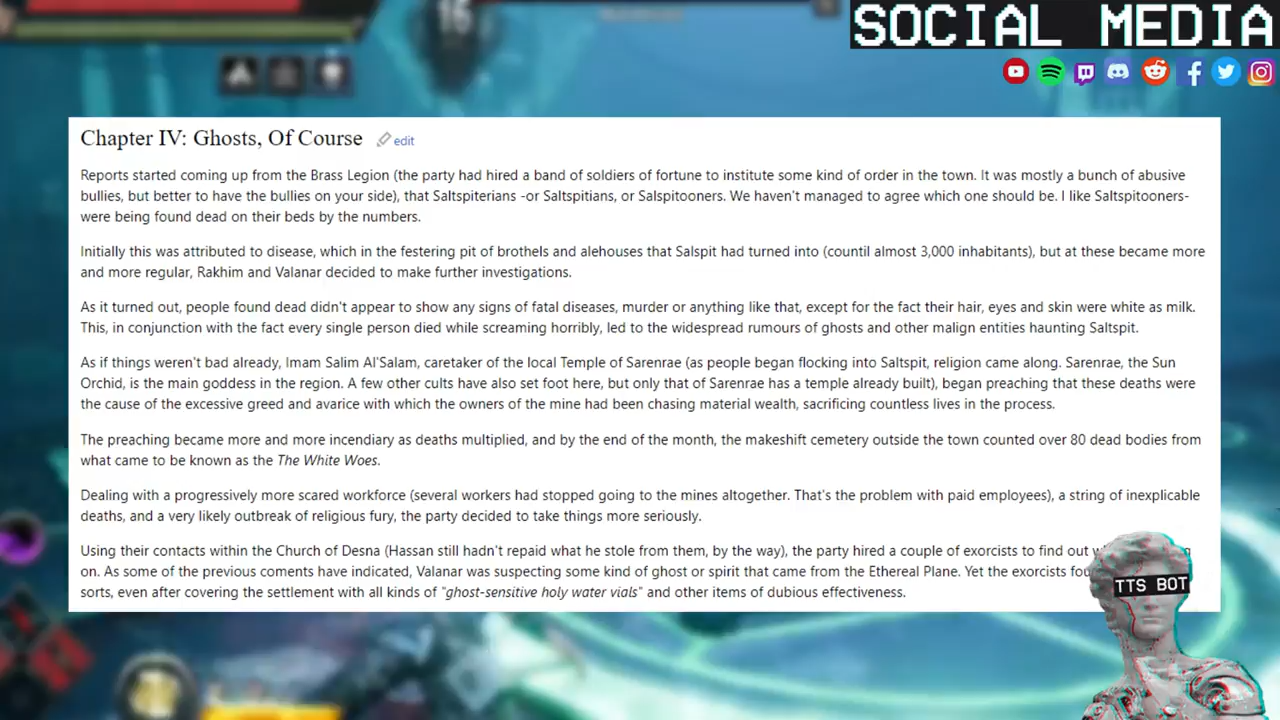 15
SOCIAL MEDIA
Chapter IV: Ghosts, Of Course edit
Reports started coming up from the Brass Legion (the party had hired a band of soldiers of fortune to institute some kind of order in the town. It was mostly a bunch of abusive
bullies, but better to have the bullies on your side), that Saltspiterians -or Saltspitians, or Salspitooners. We haven't managed to agree which one should be. I like Saltspitooners-
were being found dead on their beds by the numbers.
Initially this was attributed to disease, which in the festering pit of brothels and alehouses that Salspit had turned into (countil almost 3,000 inhabitants), but at these became more
and more regular, Rakhim and Valanar decided to make further investigations.
As it turned out, people found dead didn't appear to show any signs of fatal diseases, murder or anything like that, except for the fact their hair, eyes and skin were white as milk.
This, in conjunction with the fact every single person died while screaming horribly, led to the widespread rumours of ghosts and other malign entities haunting Saltspit.
As if things weren't bad already, Imam Salim Al'Salam, caretaker of the local Temple of Sarenrae (as people began flocking into Saltspit, religion came along. Sarenrae, the Sun
Orchid, is the main goddess in the region. A few other cults have also set foot here, but only that of Sarenrae has a temple already built), began preaching that these deaths were
the cause of the excessive greed and avarice with which the owners of the mine had been chasing material wealth, sacrificing countless lives in the process.
The preaching became more and more incendiary as deaths multiplied, and by the end of the month, the makeshift cemetery outside the town counted over 80 dead bodies from
what came to be known as the The White Woes.
Dealing with a progressively more scared workforce (several workers had stopped going to the mines altogether. That's the problem with paid employees), a string of inexplicable
deaths, and a very likely outbreak of religious fury, the party decided to take things more seriously.
Using their contacts within the Church of Desna (Hassan still hadn't repaid what he stole from them, by the way), the party hired a couple of exorcists to find out
on. As some of the previous coments have indicated, Valanar was suspecting some kind of ghost or spirit that came from the Ethereal Plane. Yet the exorcists
sorts, even after covering the settlement with all kinds of "ghost-sensitive holy water vials" and other items of dubious effectiveness.
TTS BOT